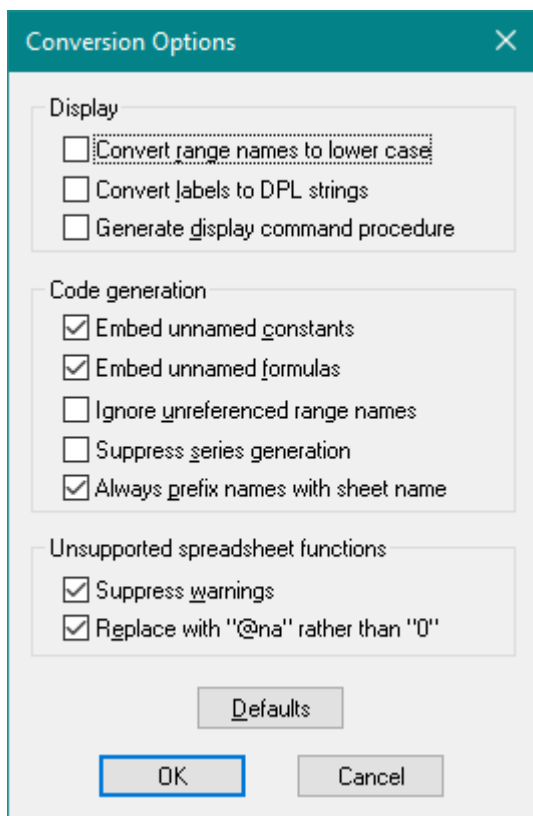 Conversion Options
Display
Convert range names to lower case
Convert labels to DPL strings
Generate display command procedure
Code generation
Embed unnamed constants
Embed unnamed formulas
Ignore unreferenced range names
Suppress series generation
Always prefix names with sheet name
Unsupported spreadsheet functions
Suppress warnings
Replace with "@na" rather than "0"
Defaults
OK
Cancel